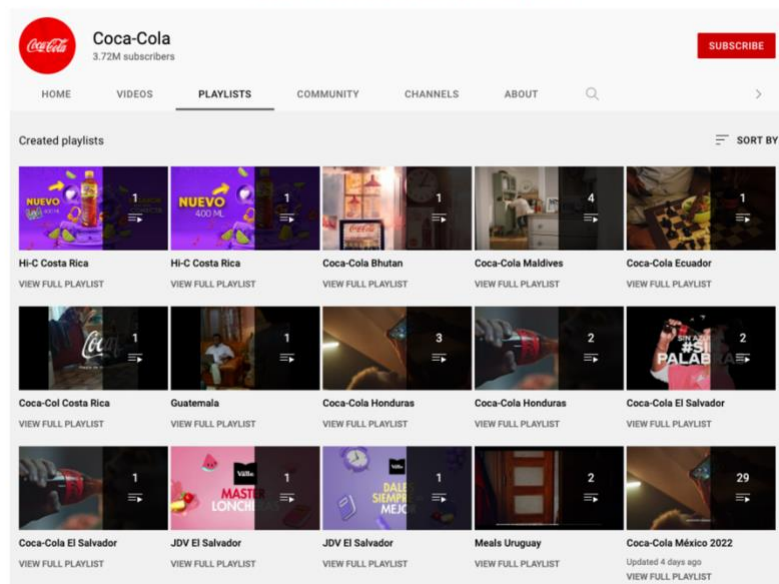 Coca-Cola
Coca-Cola
3.72M subscribers
SUBSCRIBE
HOME VIDEOS PLAYLISTS COMMUNITY CHANNELS ABOUT
Created playlists
SORT BY
NUEVO
1
NUEVO
400 ML
1
1
4
1
Hi-C Costa Rica
VIEW FULL PLAYLIST
Hi-C Costa Rica
VIEW FULL PLAYLIST
Coca-Cola Bhutan
VIEW FULL PLAYLIST
Coca-Cola Maldives
VIEW FULL PLAYLIST
Coca-Cola Ecuador
VIEW FULL PLAYLIST
1
1
3
2
#SI
PALABRA
2
Coca-Col Costa Rica
VIEW FULL PLAYLIST
Guatemala
VIEW FULL PLAYLIST
Coca-Cola Honduras
VIEW FULL PLAYLIST
Coca-Cola Honduras
VIEW FULL PLAYLIST
Coca-Cola El Salvador
VIEW FULL PLAYLIST
1
MASTER
LONCHERAS
1
DALE
SIEMPRE
MEJO
1
2
29
Coca-Cola El Salvador
VIEW FULL PLAYLIST
JDV El Salvador
VIEW FULL PLAYLIST
JDV El Salvador
VIEW FULL PLAYLIST
Meals Uruguay
VIEW FULL PLAYLIST
Coca-Cola México 2022
Updated 4 days ago
VIEW FULL PLAYLIST